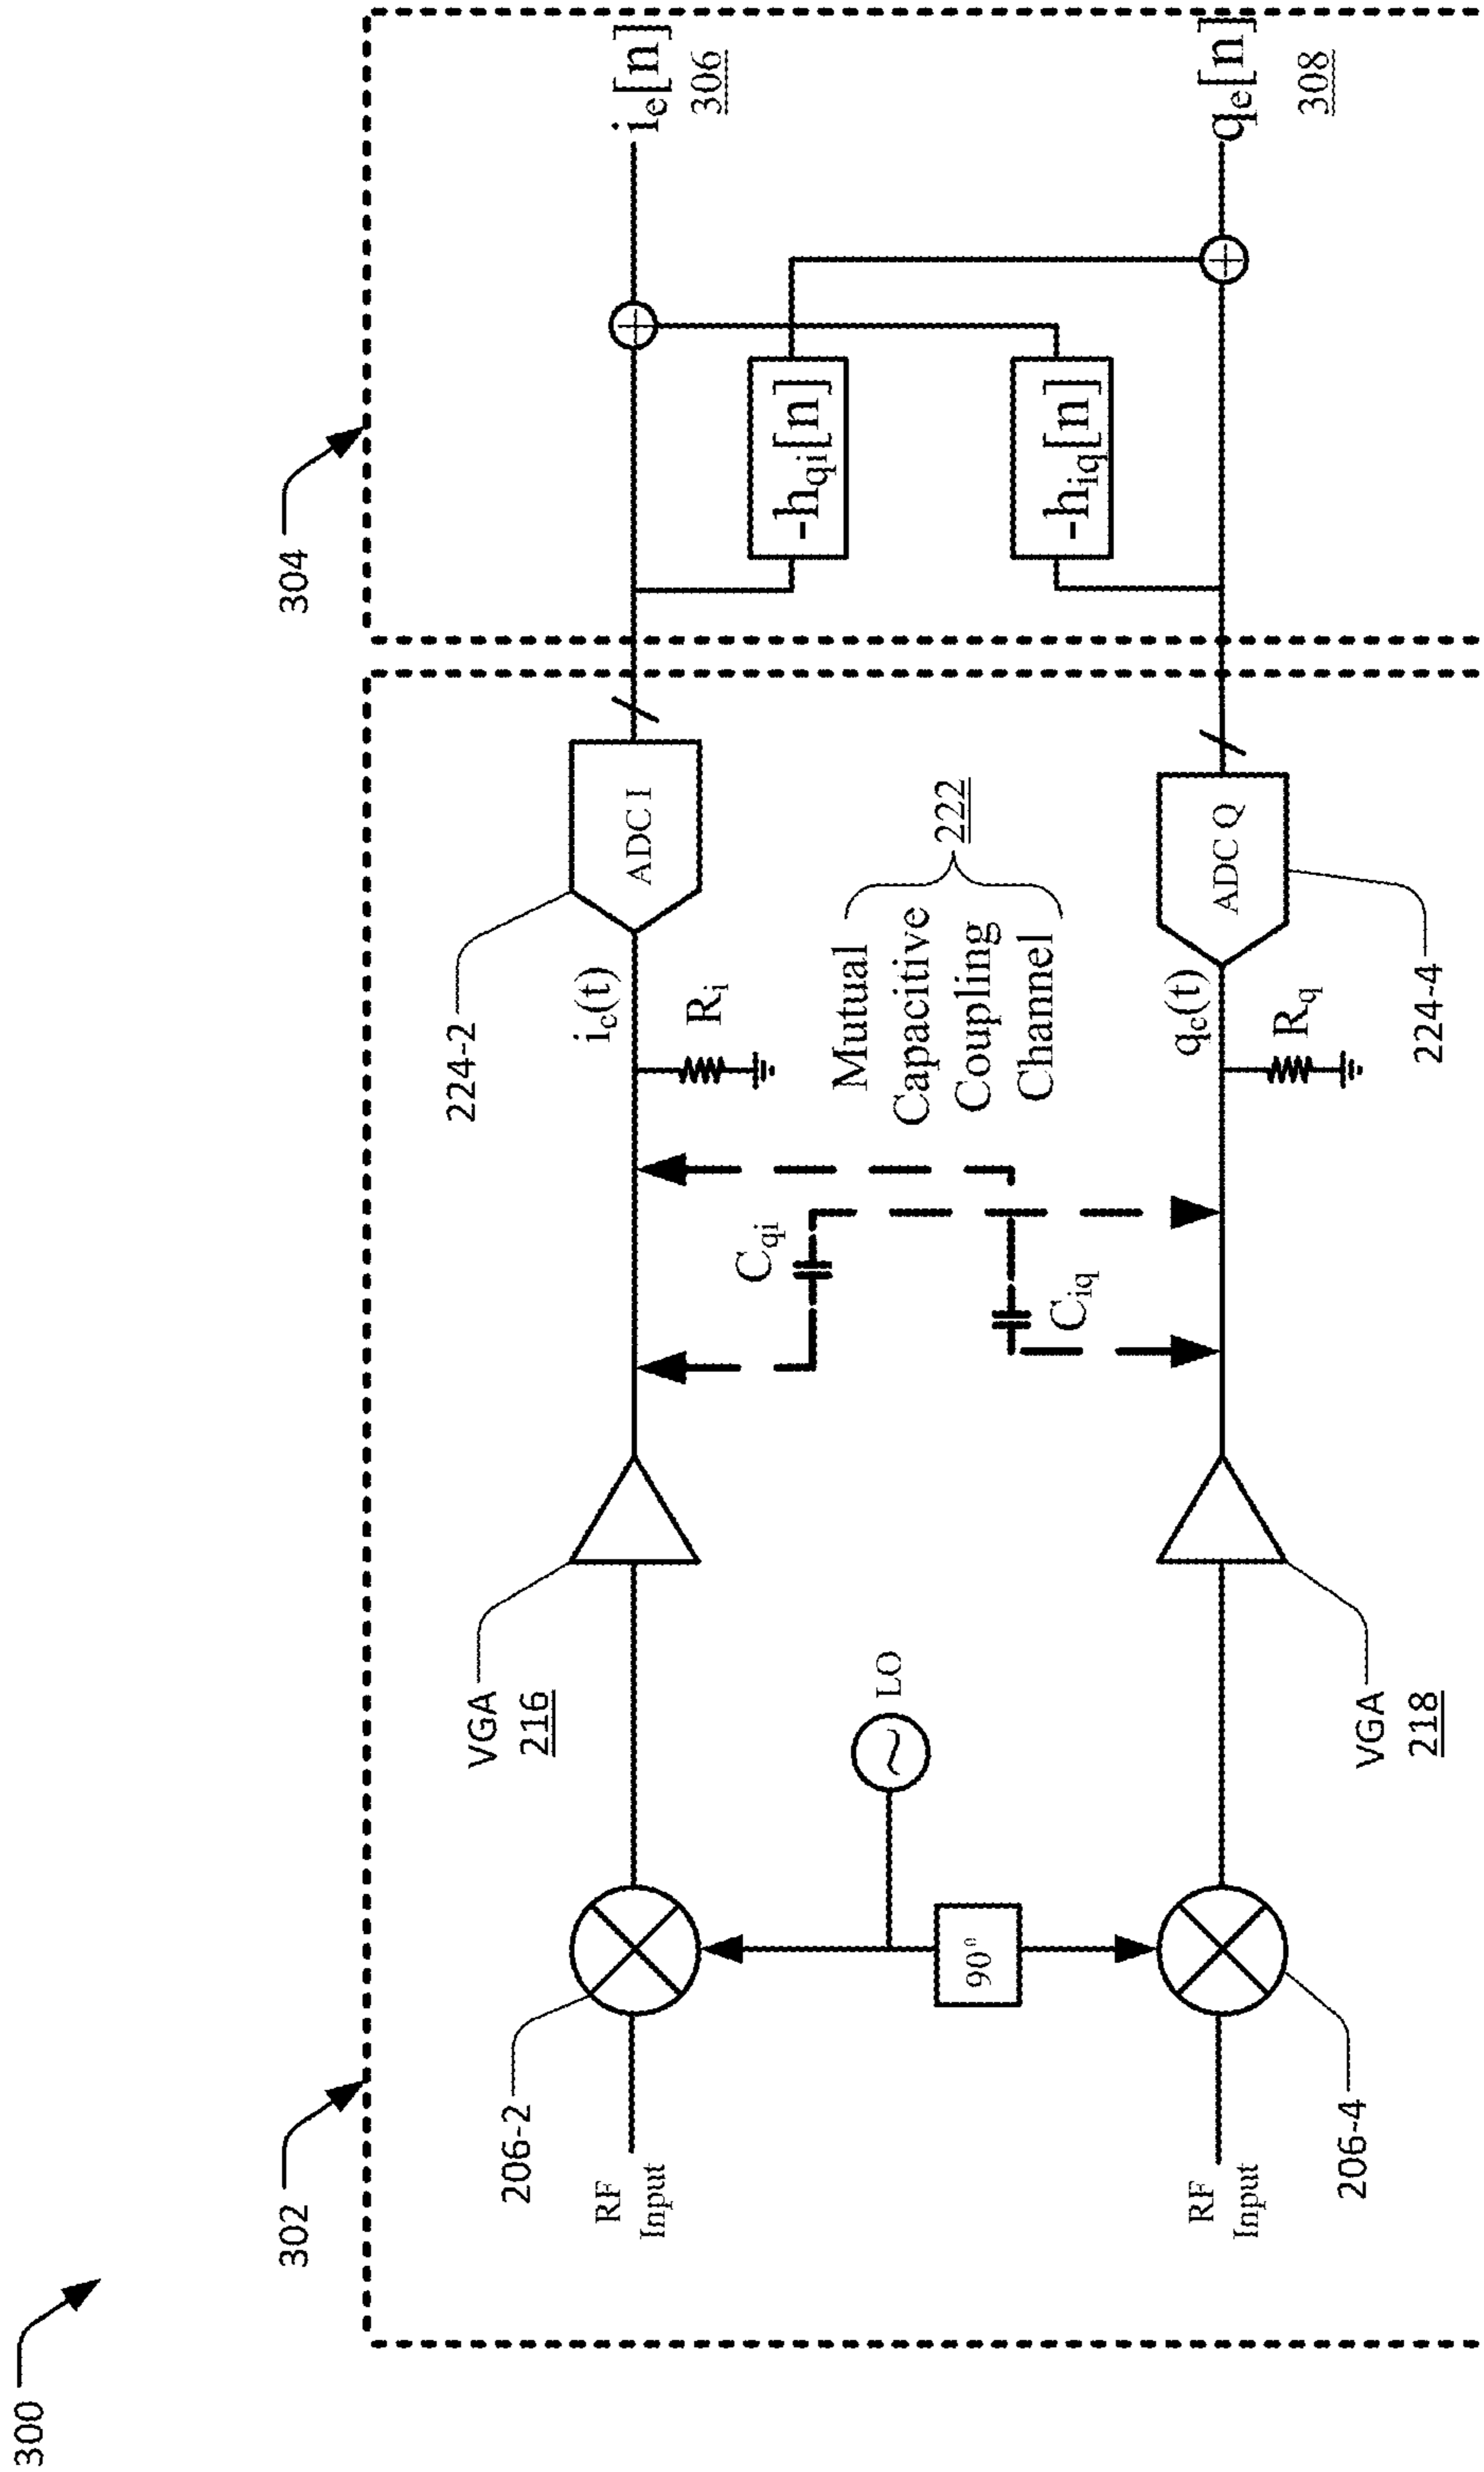 300
302
304
206-2
RF
Input
VGA
216
224-2
i_c(t)
R_i
ADC I
i_e[n]
306
LO
90°
C_qi
C_iq
Mutual
Capacitive
Coupling
Channel
222
-h_qi[n]
-h_iq[n]
RF
Input
206-4
VGA
218
q_c(t)
R_q
ADC Q
224-4
q_e[n]
308